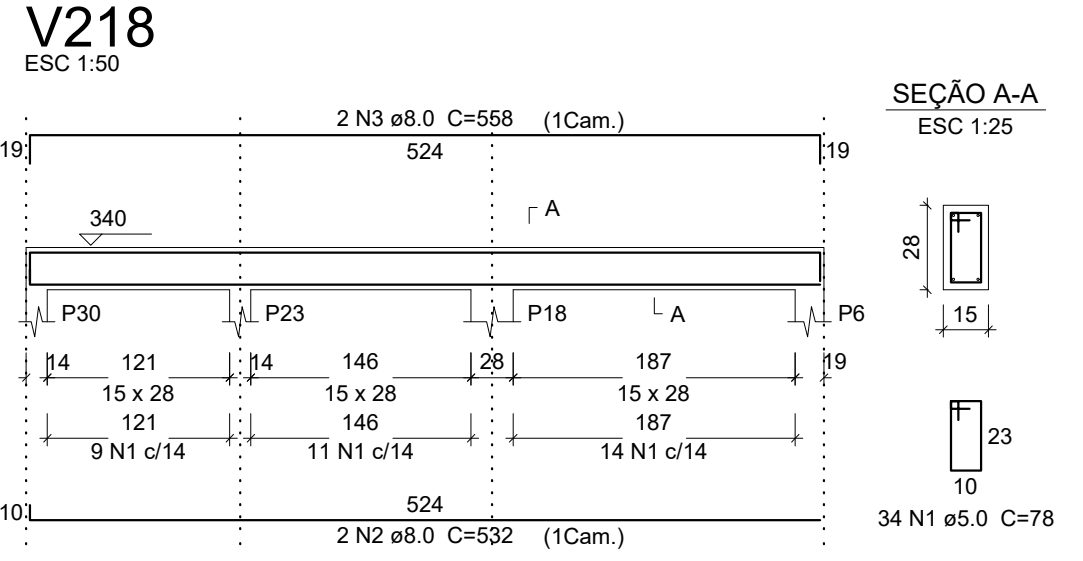 V218
ESC 1:50
SEÇÃO A-A
ESC 1:25
2 N3 ø8.0 C=558 (1Cam.)
19 524 19
A
340
28
P30 P23 P18 A P6
15
14 121 14 146 28 187 19
15 x 28 15 x 28 15 x 28
121 146 187
9 N1 c/14 11 N1 c/14 14 N1 c/14
23
10
10 524
34 N1 ø5.0 C=78
2 N2 ø8.0 C=532 (1Cam.)